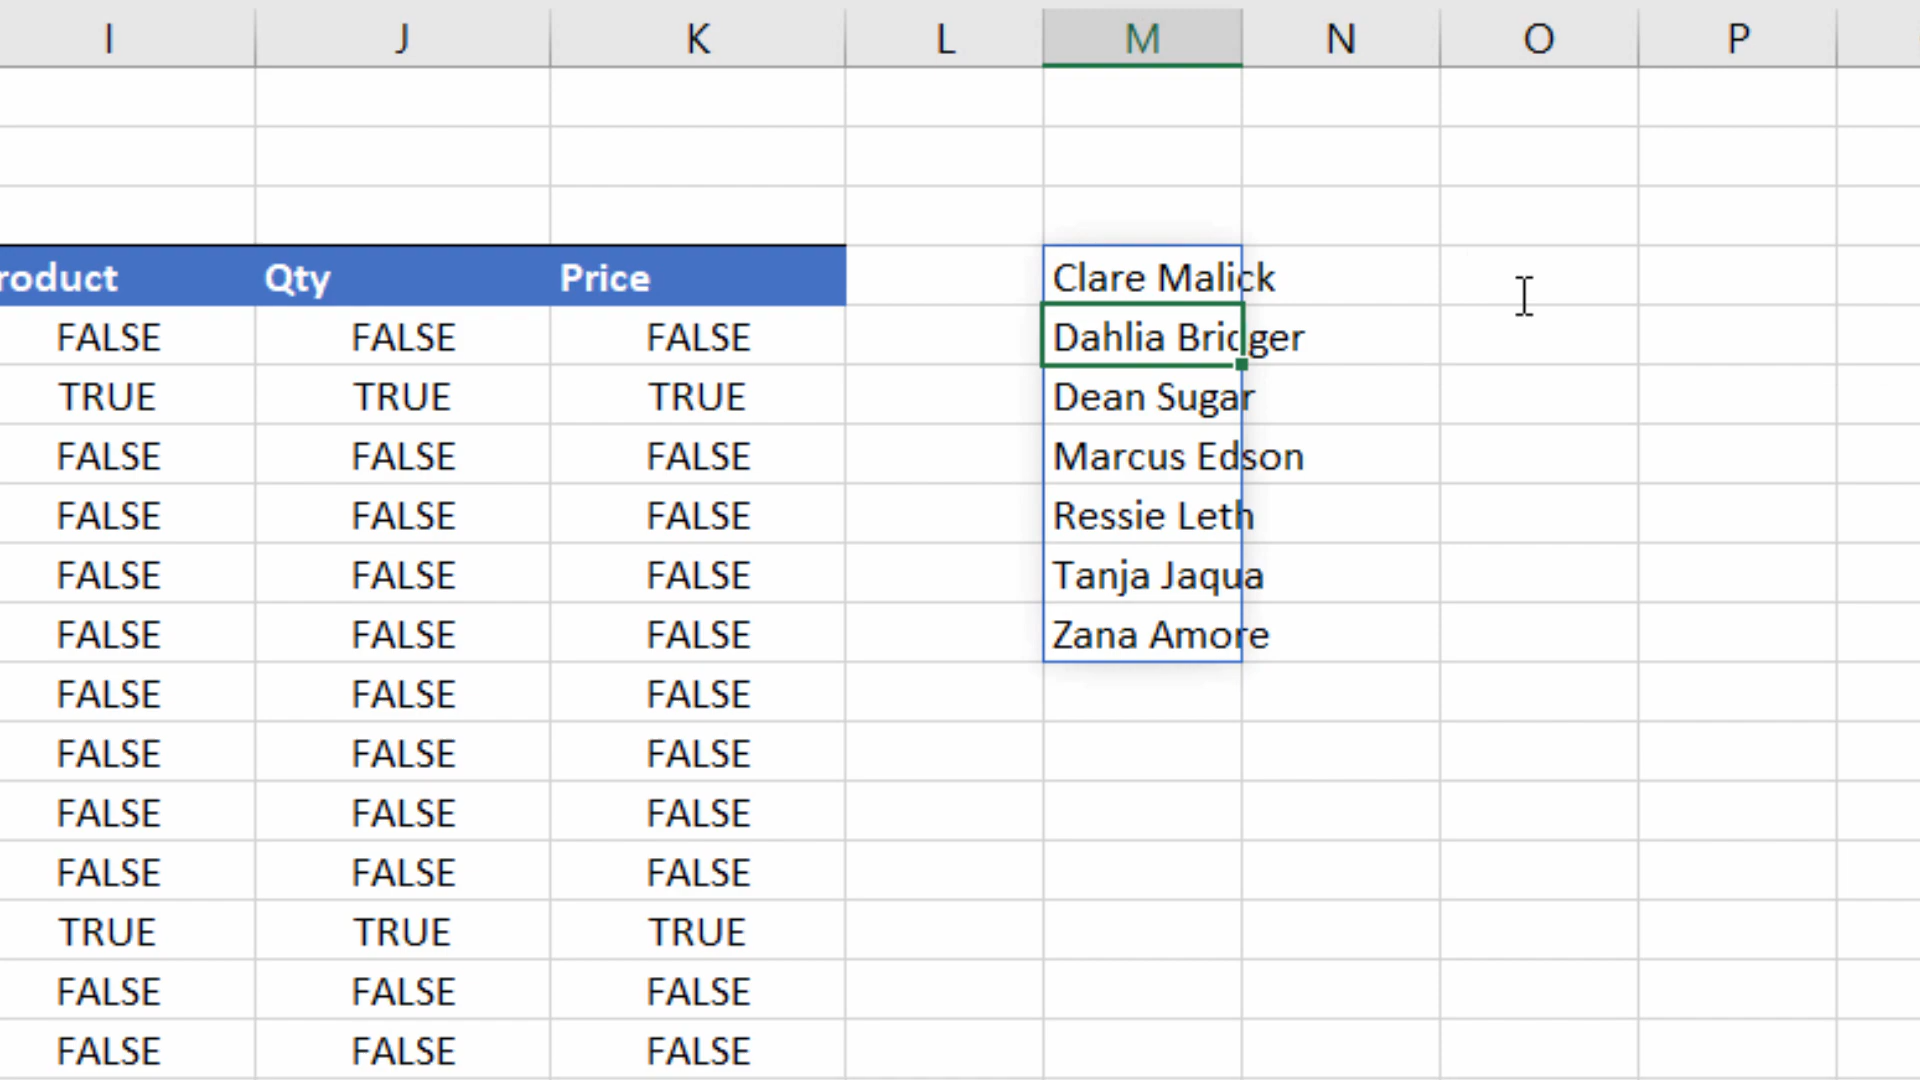 I J K L M N O P
roduct Qty Price Clare Malick
FALSE FALSE FALSE Dahlia Bridger
TRUE TRUE TRUE Dean Sugar
FALSE FALSE FALSE Marcus Edson
FALSE FALSE FALSE Ressie Leth
FALSE FALSE FALSE Tanja Jaqua
FALSE FALSE FALSE Zana Amore
FALSE FALSE FALSE
FALSE FALSE FALSE
FALSE FALSE FALSE
FALSE FALSE FALSE
TRUE TRUE TRUE
FALSE FALSE FALSE
FALSE FALSE FALSE